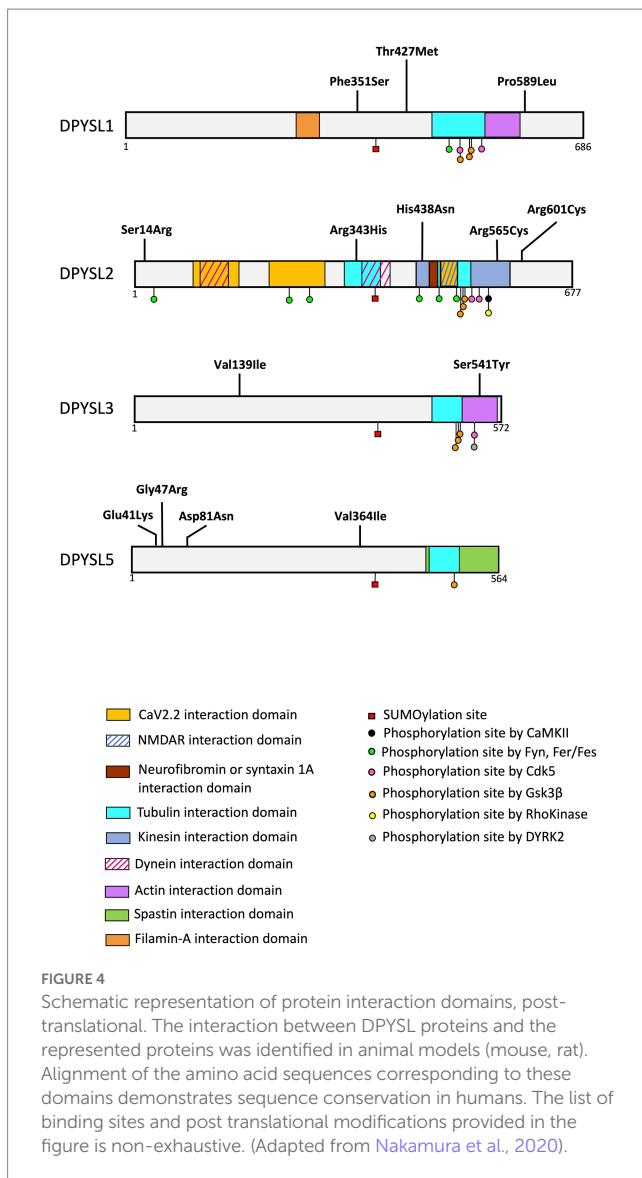 Thr427Met
Phe351Ser
Pro589Leu
DPYSL1
1
686
His438Asn
Arg601Cys
Ser14Arg
Arg343His
Arg565Cys
DPYSL2
1
677
Val139Ile
Ser541Tyr
DPYSL3
1
572
Gly47Arg
Glu41Lys
Asp81Asn
Val364Ile
DPYSL5
1
564
CaV2.2 interaction domain
NMDAR interaction domain
Neurofibromin or syntaxin 1A
interaction domain
Tubulin interaction domain
Kinesin interaction domain
Dynein interaction domain
Actin interaction domain
Spastin interaction domain
Filamin-A interaction domain
SUMOylation site
Phosphorylation site by CaMKII
Phosphorylation site by Fyn, Fer/Fes
Phosphorylation site by Cdk5
Phosphorylation site by Gsk3β
Phosphorylation site by RhoKinase
Phosphorylation site by DYRK2
FIGURE 4
Schematic representation of protein interaction domains, post-
translational. The interaction between DPYSL proteins and the
represented proteins was identified in animal models (mouse, rat).
Alignment of the amino acid sequences corresponding to these
domains demonstrates sequence conservation in humans. The list of
binding sites and post translational modifications provided in the
figure is non-exhaustive. (Adapted from Nakamura et al., 2020).